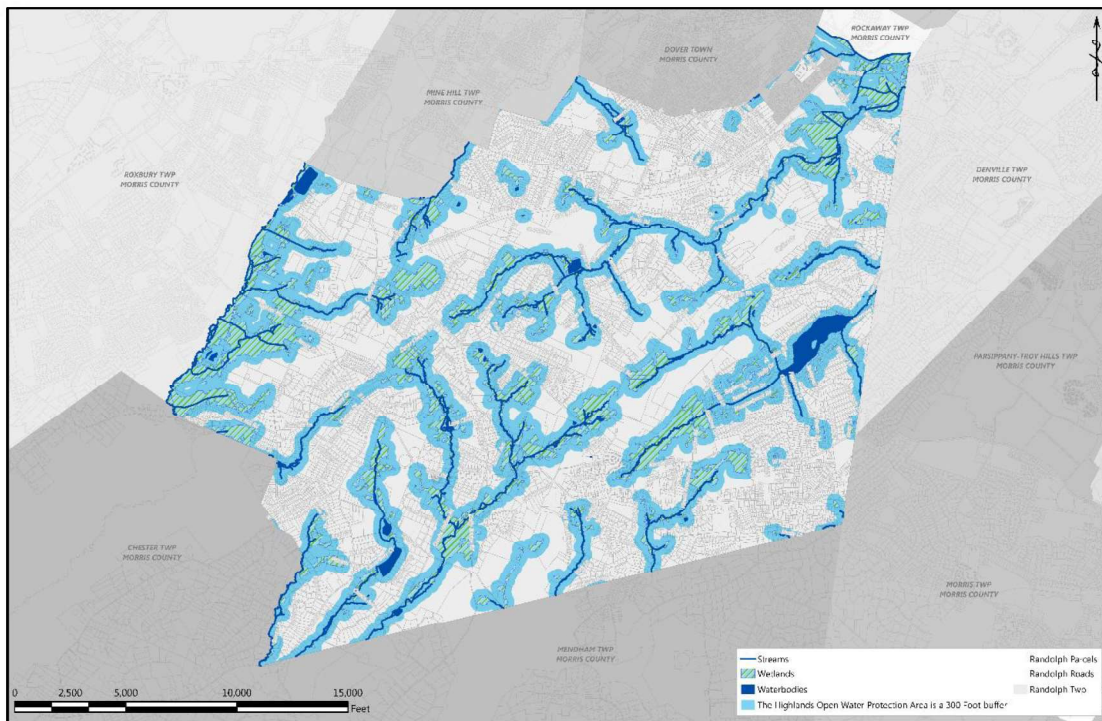 ROCKAWAY TWP
MORRIS COUNTY
DOVER TOWN
MORRIS COUNTY
MINE HILL TWP
MORRIS COUNTY
ROXBURY TWP
MORRIS COUNTY
DENVILLE TWP
MORRIS COUNTY
PARSIPPANY-TROY HILLS TWP
MORRIS COUNTY
CHESTER TWP
MORRIS COUNTY
MORRIS TWP
MORRIS COUNTY
MENDHAM TWP
MORRIS COUNTY
0 2,500 5,000 10,000 15,000
Feet
Streams
Wetlands
Waterbodies
The Highlands Open Water Protection Area is a 300 Foot buffer
Randolph Parcels
Randolph Roads
Randolph Two